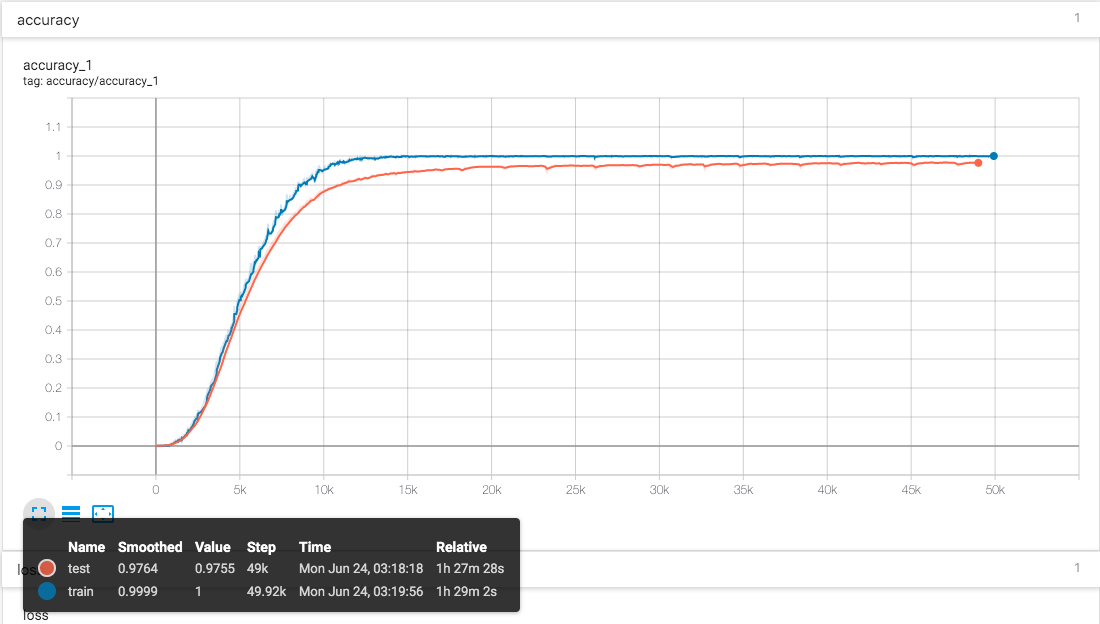 accuracy 1
accuracy_1
tag: accuracy/accuracy_1
1.1
1
0.9
0.8
0.7
0.6
0.5
0.4
0.3
0.2
0.1
0
0 5k 10k 15k 20k 25k 30k 35k 40k 45k 50k
Name Smoothed Value Step Time Relative
test 0.9764 0.9755 49k Mon Jun 24, 03:18:18 1h 27m 28s
train 0.9999 1 49.92k Mon Jun 24, 03:19:56 1h 29m 2s
loss 1
loss